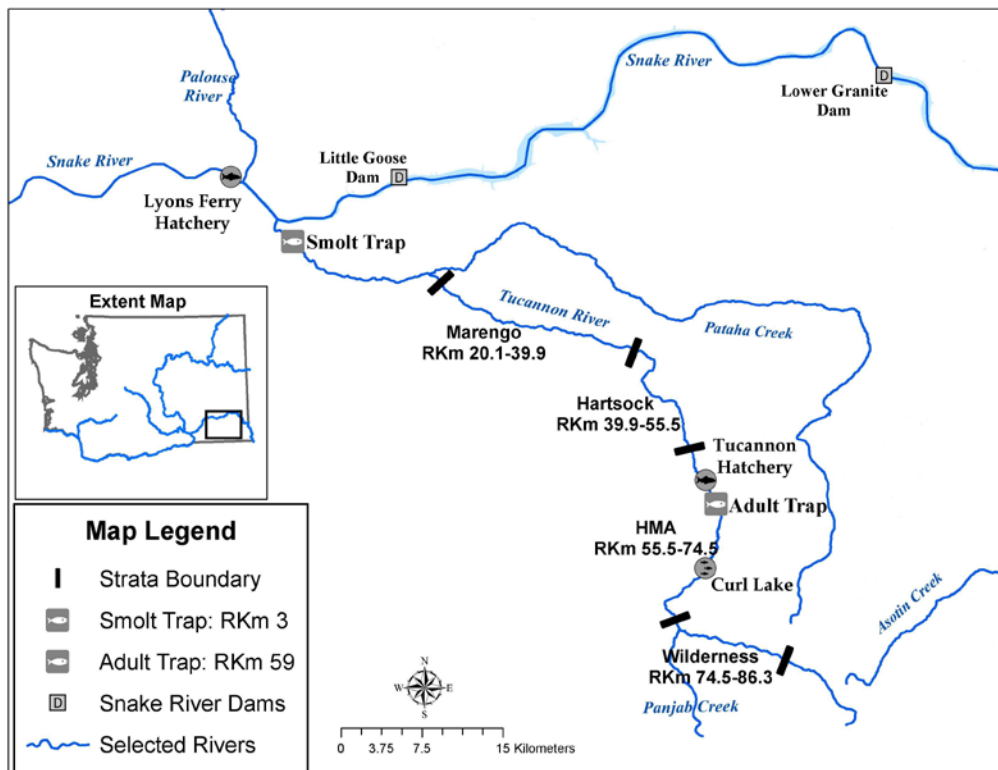 Palouse
River
Snake River
Lower Granite
Dam
D
Snake River
Little Goose
Dam
D
Lyons Ferry
Hatchery
Smolt Trap
Extent Map
Tucannon River
Marengo
RKm 20.1-39.9
Pataha Creek
Hartsock
RKm 39.9-55.5
Tucannon
Hatchery
Adult Trap
HMA
RKm 55.5-74.5
Curl Lake
Asotin Creek
Wilderness
RKm 74.5-86.3
Panjab Creek
Map Legend
Strata Boundary
Smolt Trap: RKm 3
Adult Trap: RKm 59
D Snake River Dams
Selected Rivers
N
W E
S
0 3.75 7.5 15 Kilometers